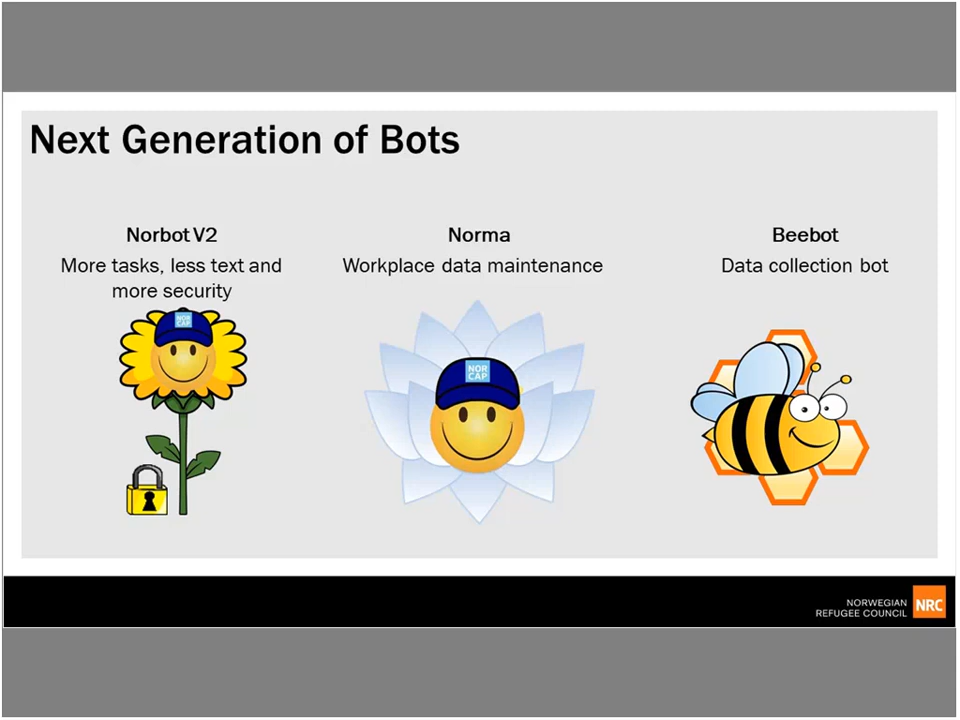 Next Generation of Bots
Norbot V2
More tasks, less text and
more security
NOR
CAP
Norma
Workplace data maintenance
NOR
CAP
Beebot
Data collection bot
NORWEGIAN
REFUGEE COUNCIL
NRC